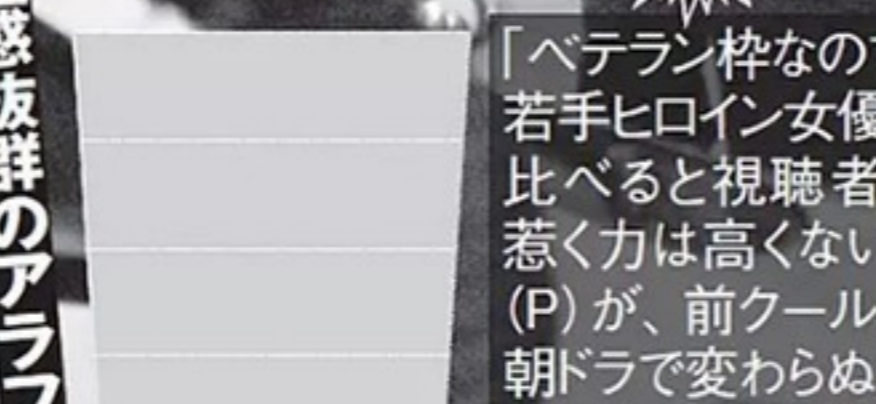 感抜群のアラフ
「ベテラン枠なので
若手ヒロイン女優
比べると視聴者
惹く力は高くない
(P)が、前クール
朝ドラで変わらぬ